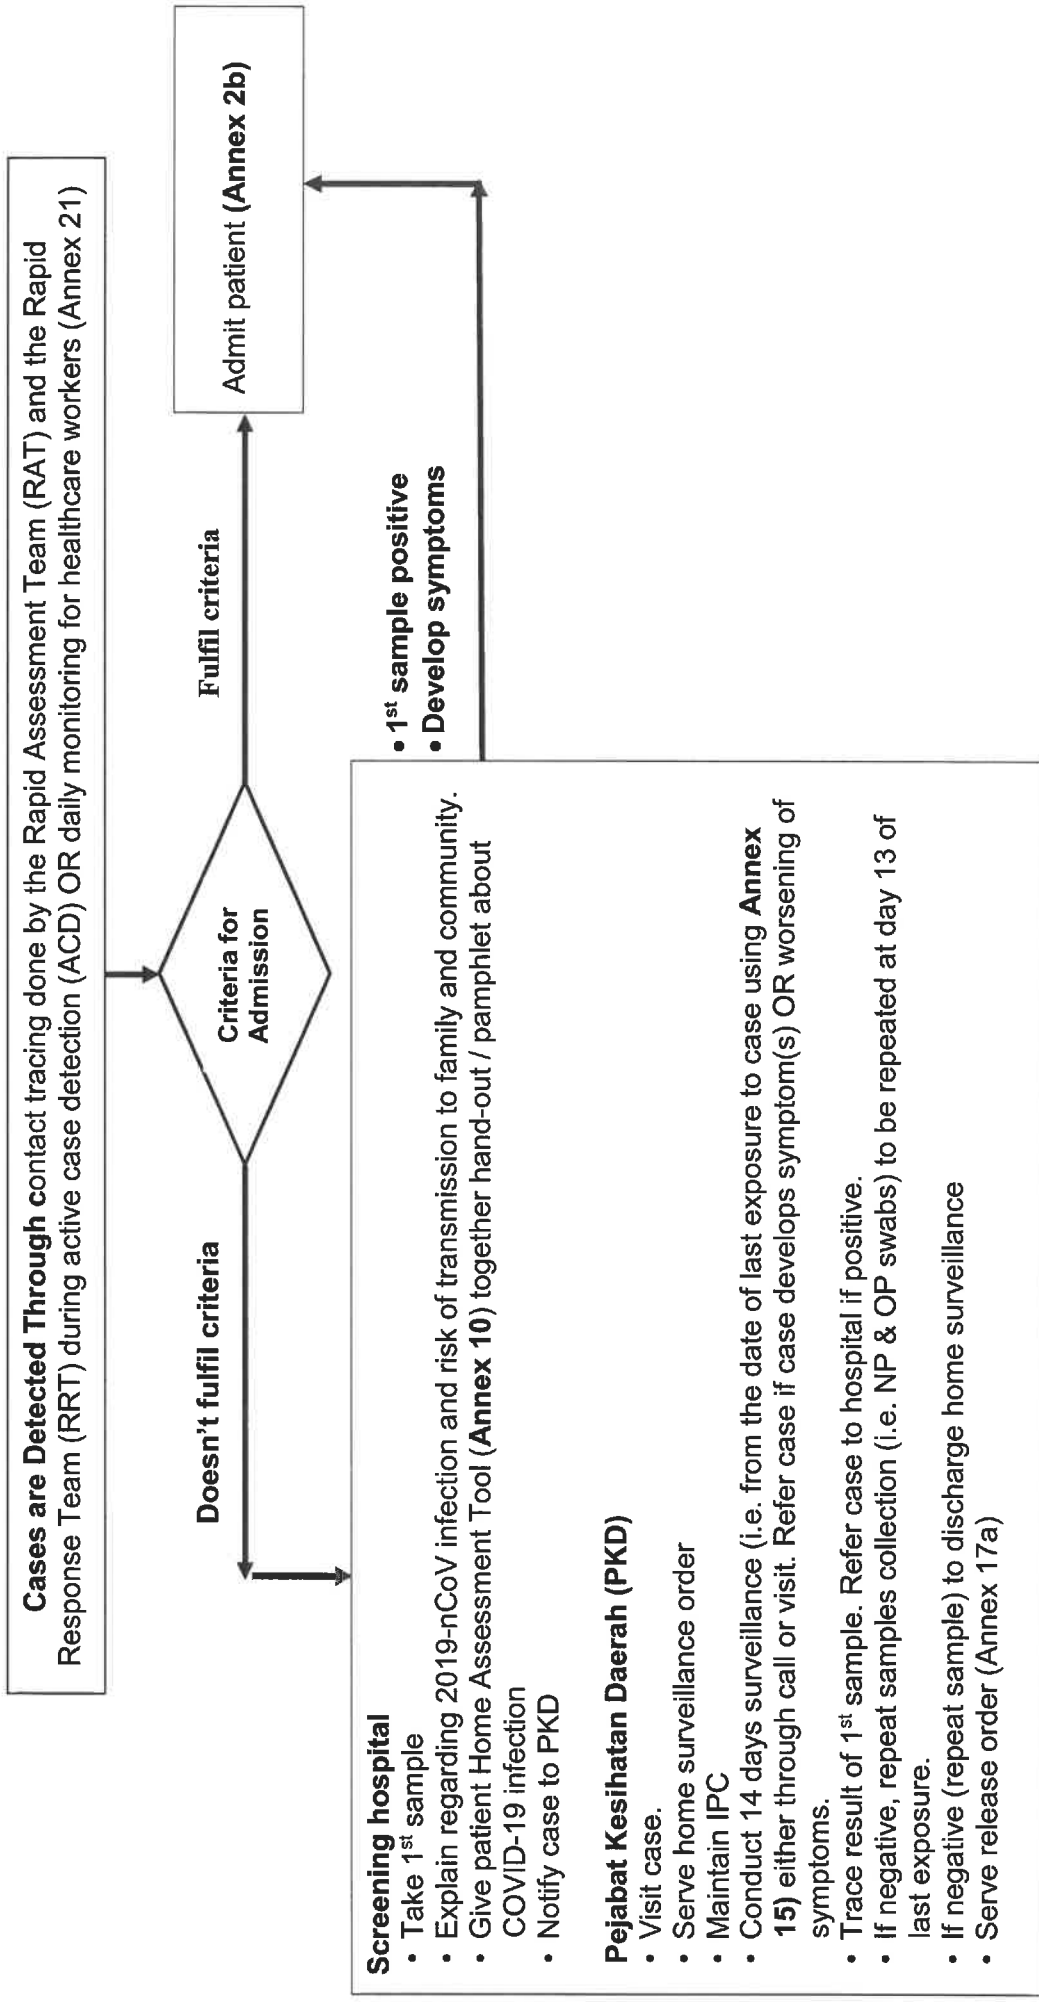 Cases are Detected Through contact tracing done by the Rapid Assessment Team (RAT) and the Rapid
Response Team (RRT) during active case detection (ACD) OR daily monitoring for healthcare workers (Annex 21)
Criteria for
Admission
Doesn't fulfil criteria
Fulfil criteria
Admit patient (Annex 2b)
• 1st sample positive
• Develop symptoms
Screening hospital
• Take 1st sample
• Explain regarding 2019-nCoV infection and risk of transmission to family and community.
• Give patient Home Assessment Tool (Annex 10) together hand-out / pamphlet about
COVID-19 infection
• Notify case to PKD
Pejabat Kesihatan Daerah (PKD)
• Visit case.
• Serve home surveillance order
• Maintain IPC
• Conduct 14 days surveillance (i.e. from the date of last exposure to case using Annex
15) either through call or visit. Refer case if case develops symptom(s) OR worsening of
symptoms.
• Trace result of 1st sample. Refer case to hospital if positive.
• If negative, repeat samples collection (i.e. NP & OP swabs) to be repeated at day 13 of
last exposure.
• If negative (repeat sample) to discharge home surveillance
• Serve release order (Annex 17a)